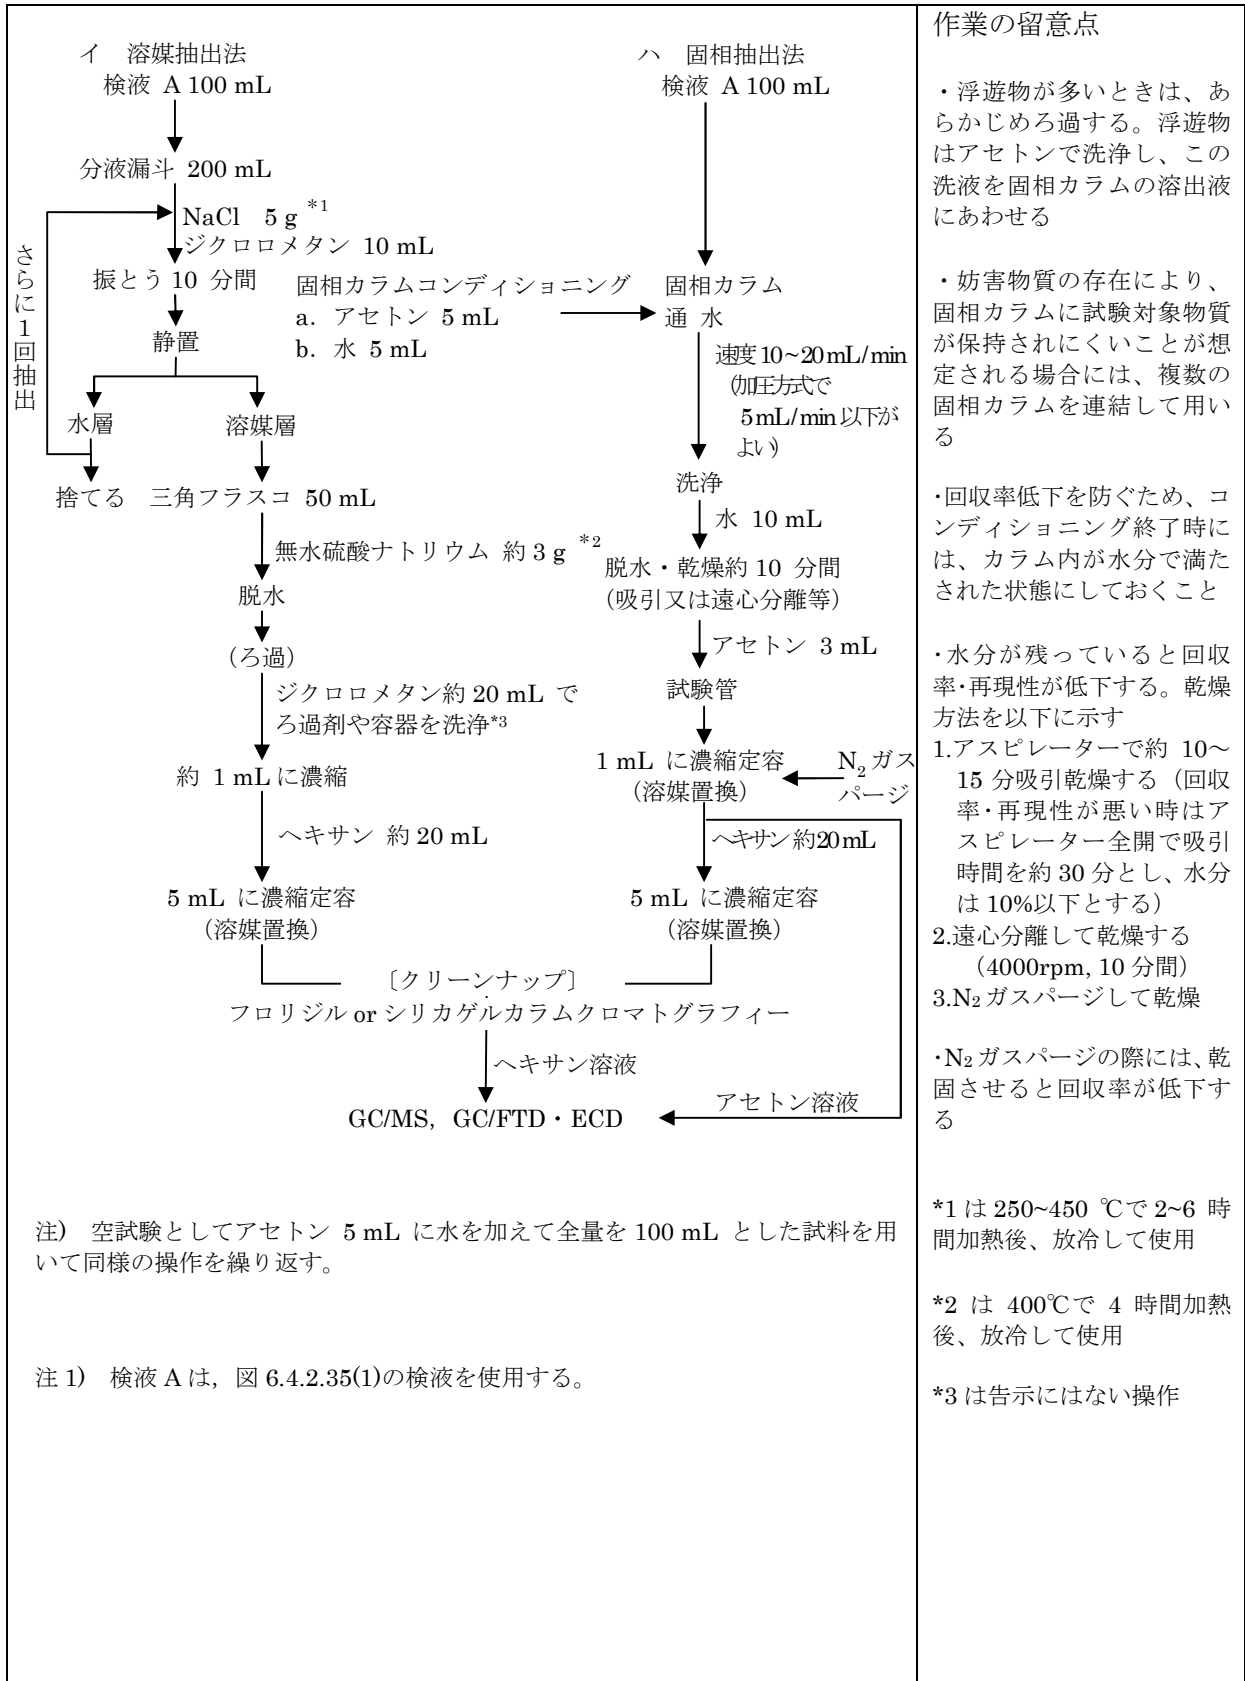 イ 溶媒抽出法
検液 A 100 mL
分液漏斗 200 mL
NaCl 5 g *1
ジクロロメタン 10 mL
さらに1回抽出
振とう 10 分間
静置
水層
溶媒層
捨てる
三角フラスコ 50 mL
無水硫酸ナトリウム 約 3 g *2
脱水
(ろ過)
ジクロロメタン約 20 mL で
ろ過剤や容器を洗浄*3
約 1 mL に濃縮
ヘキサン 約 20 mL
5 mL に濃縮定容
(溶媒置換)
ハ 固相抽出法
検液 A 100 mL
固相カラムコンディショニング
a. アセトン 5 mL
b. 水 5 mL
固相カラム
通 水
速度 10~20mL/min
(加圧方式で
5mL/min 以下が
よい)
洗浄
水 10 mL
脱水・乾燥約 10 分間
(吸引又は遠心分離等)
アセトン 3 mL
試験管
1 mL に濃縮定容
(溶媒置換)
N₂ガス
パージ
ヘキサン約20mL
5 mL に濃縮定容
(溶媒置換)
〔クリーンナップ〕
フロリジル or シリカゲルカラムクロマトグラフィー
ヘキサン溶液
アセトン溶液
GC/MS, GC/FTD・ECD
注) 空試験としてアセトン 5 mL に水を加えて全量を 100 mL とした試料を用
いて同様の操作を繰り返す。
注 1) 検液 A は, 図 6.4.2.35(1)の検液を使用する。
作業の留意点
・浮遊物が多いときは、あ
らかじめろ過する。浮遊物
はアセトンで洗浄し、この
洗液を固相カラムの溶出液
にあわせる
・妨害物質の存在により、
固相カラムに試験対象物質
が保持されにくいことが想
定される場合には、複数の
固相カラムを連結して用い
る
・回収率低下を防ぐため、コ
ンディショニング終了時に
は、カラム内が水分で満た
された状態にしておくこと
・水分が残っていると回収
率・再現性が低下する。乾燥
方法を以下に示す
1.アスピレーターで約 10～
15 分吸引乾燥する（回収
率・再現性が悪い時はア
スピレーター全開で吸引
時間を約 30 分とし、水分
は 10%以下とする）
2.遠心分離して乾燥する
（4000rpm, 10 分間）
3.N₂ガスパージして乾燥
・N₂ガスパージの際には、乾
固させると回収率が低下す
る
*1 は 250~450 ℃で 2~6 時
間加熱後、放冷して使用
*2 は 400℃で 4 時間加熱
後、放冷して使用
*3 は告示にはない操作